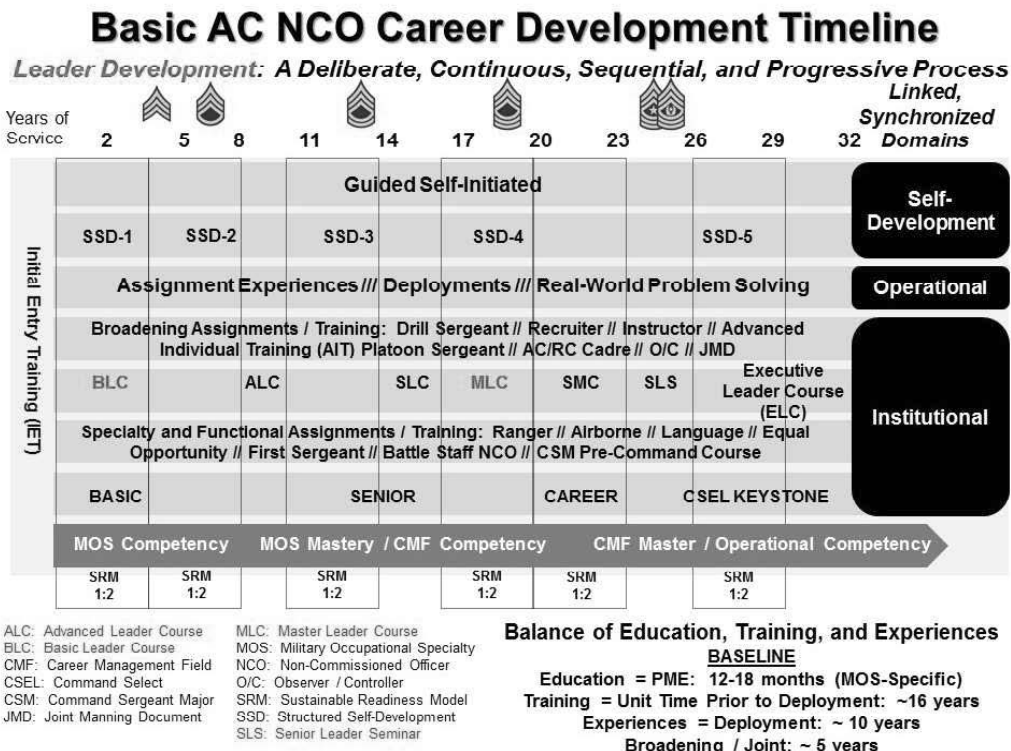 Basic AC NCO Career Development Timeline
Leader Development: A Deliberate, Continuous, Sequential, and Progressive Process
Linked,
Synchronized
Domains
Years of
Service
2 5 8 11 14 17 20 23 26 29 32
Initial Entry Training (IET)
Guided Self-Initiated
SSD-1 SSD-2 SSD-3 SSD-4 SSD-5
Self-
Development
Assignment Experiences /// Deployments /// Real-World Problem Solving
Operational
Broadening Assignments / Training: Drill Sergeant // Recruiter // Instructor // Advanced
Individual Training (AIT) Platoon Sergeant // AC/RC Cadre // O/C // JMD
BLC ALC SLC MLC SMC SLS
Executive
Leader Course
(ELC)
Institutional
Specialty and Functional Assignments / Training: Ranger // Airborne // Language // Equal
Opportunity // First Sergeant // Battle Staff NCO // CSM Pre-Command Course
BASIC SENIOR CAREER CSEL KEYSTONE
MOS Competency MOS Mastery / CMF Competency CMF Master / Operational Competency
SRM SRM SRM SRM SRM SRM
1:2 1:2 1:2 1:2 1:2 1:2
ALC: Advanced Leader Course
BLC: Basic Leader Course
CMF: Career Management Field
CSEL: Command Select
CSM: Command Sergeant Major
JMD: Joint Manning Document
MLC: Master Leader Course
MOS: Military Occupational Specialty
NCO: Non-Commissioned Officer
O/C: Observer / Controller
SRM: Sustainable Readiness Model
SSD: Structured Self-Development
SLS: Senior Leader Seminar
Balance of Education, Training, and Experiences
BASELINE
Education = PME: 12-18 months (MOS-Specific)
Training = Unit Time Prior to Deployment: ~16 years
Experiences = Deployment: ~ 10 years
Broadening / Joint: ~ 5 years